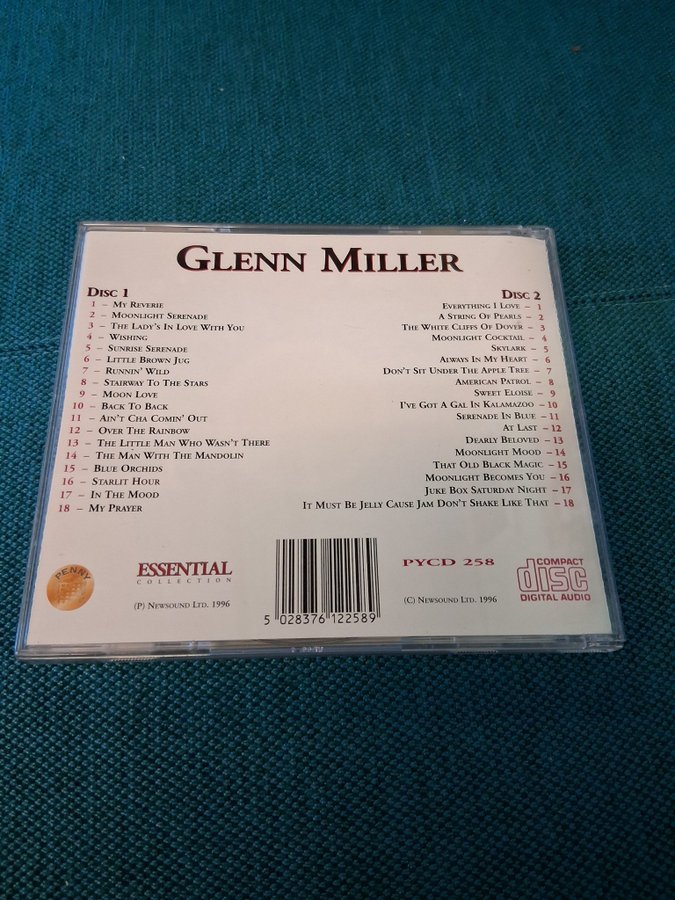 GLENN MILLER
DISC 1
1 – MY REVERIE
2 – MOONLIGHT SERENADE
3 – THE LADY'S IN LOVE WITH YOU
4 – WISHING
5 – SUNRISE SERENADE
6 – LITTLE BROWN JUG
7 – RUNNIN' WILD
8 – STAIRWAY TO THE STARS
9 – MOON LOVE
10 – BACK TO BACK
11 – AIN'T CHA COMIN' OUT
12 – OVER THE RAINBOW
13 – THE LITTLE MAN WHO WASN'T THERE
14 – THE MAN WITH THE MANDOLIN
15 – BLUE ORCHIDS
16 – STARLIT HOUR
17 – IN THE MOOD
18 – MY PRAYER
DISC 2
EVERYTHING I LOVE – 1
A STRING OF PEARLS – 2
THE WHITE CLIFFS OF DOVER – 3
MOONLIGHT COCKTAIL – 4
SKYLARK – 5
ALWAYS IN MY HEART – 6
DON'T SIT UNDER THE APPLE TREE – 7
AMERICAN PATROL – 8
SWEET ELOISE – 9
I'VE GOT A GAL IN KALAMAZOO – 10
SERENADE IN BLUE – 11
AT LAST – 12
DEARLY BELOVED – 13
MOONLIGHT MOOD – 14
THAT OLD BLACK MAGIC – 15
MOONLIGHT BECOMES YOU – 16
JUKE BOX SATURDAY NIGHT – 17
IT MUST BE JELLY CAUSE JAM DON'T SHAKE LIKE THAT – 18
PENNY
ESSENTIAL
COLLECTION
(P) NEWSOUND LTD. 1996
5 028376 122589
PYCD 258
(C) NEWSOUND LTD. 1996
COMPACT
disc
DIGITAL AUDIO